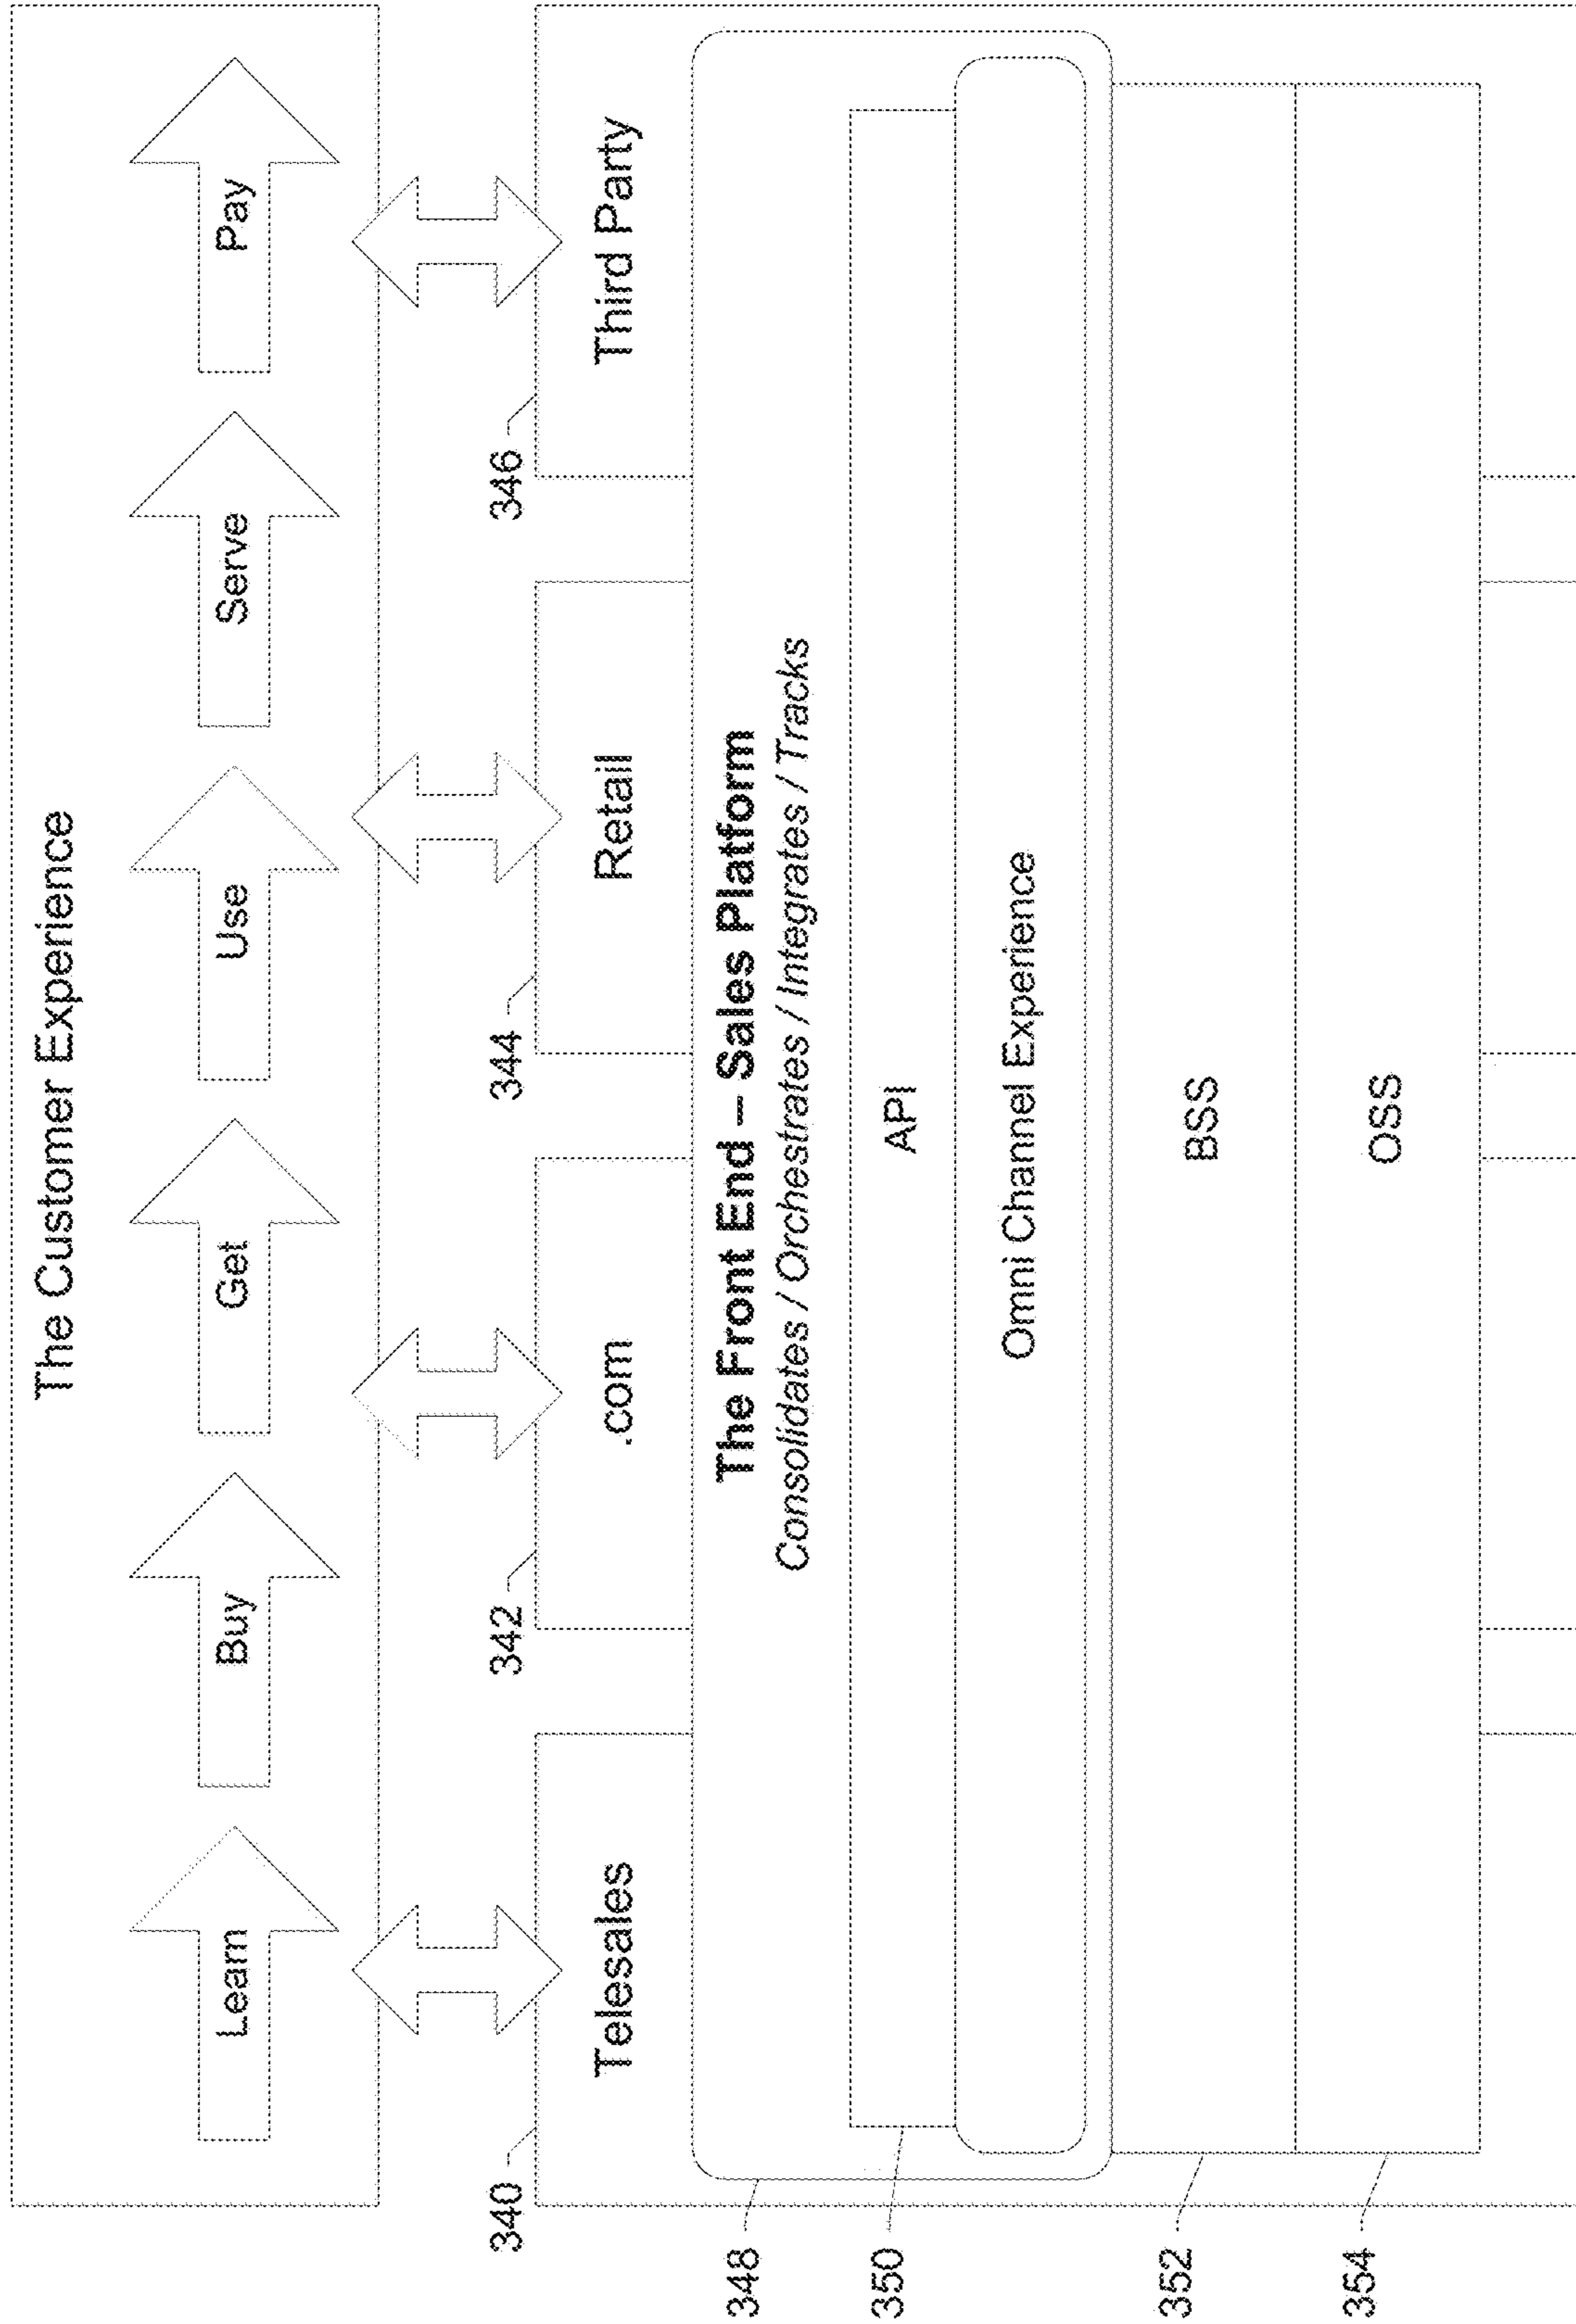 The Customer Experience
Learn
Buy
Get
Use
Serve
Pay
340
342
344
346
Telesales
.com
Retail
Third Party
348
The Front End – Sales Platform
Consolidates / Orchestrates / Integrates / Tracks
350
API
Omni Channel Experience
352
BSS
354
OSS